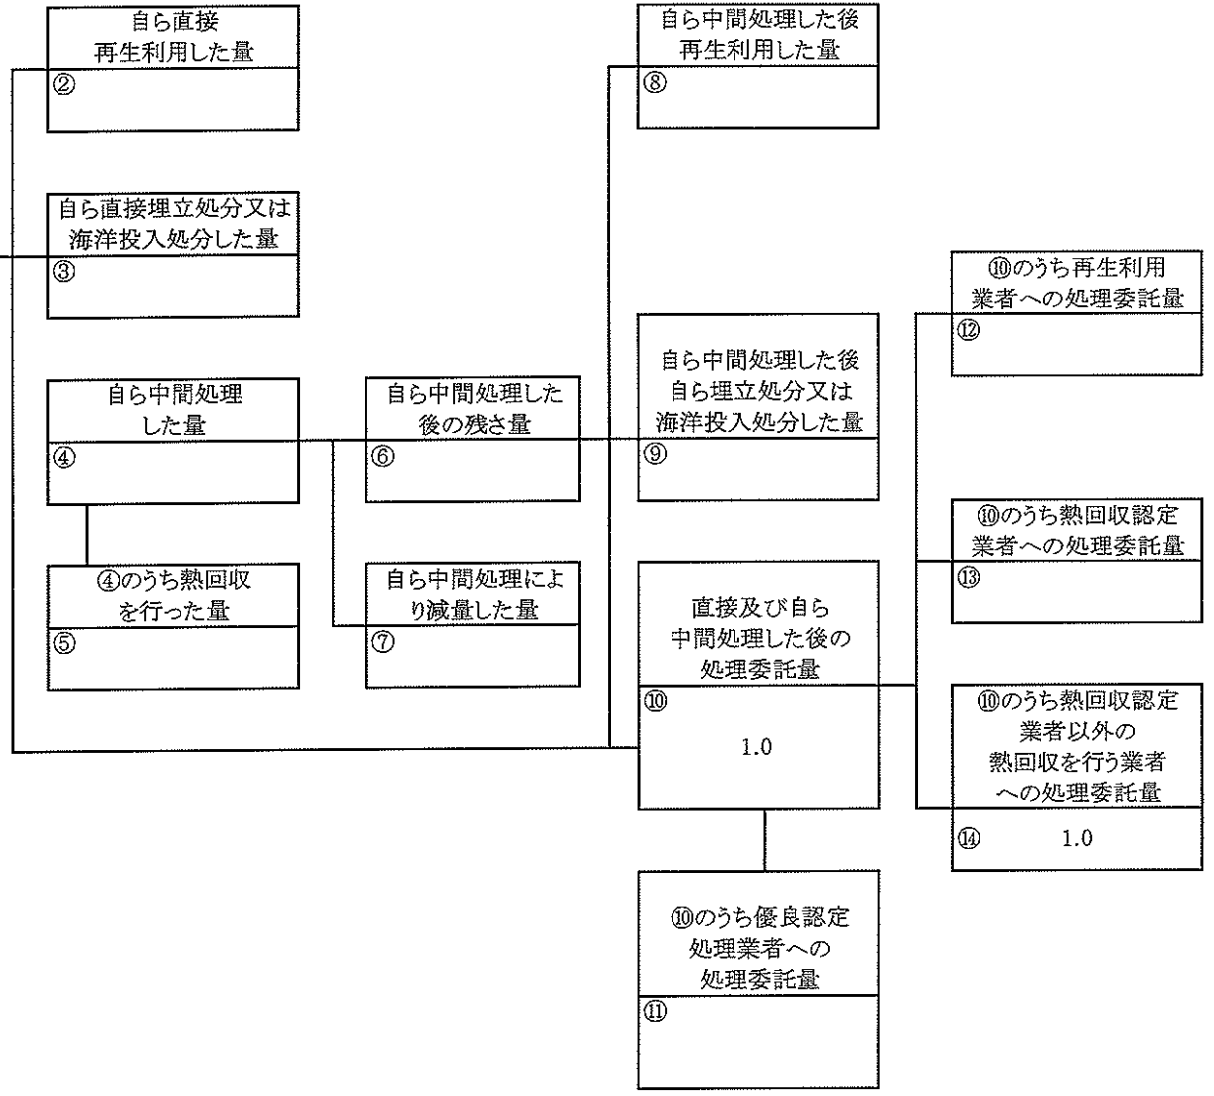 自ら直接
再生利用した量
②
自ら直接埋立処分又は
海洋投入処分した量
③
自ら中間処理
した量
④
④のうち熱回収
を行った量
⑤
自ら中間処理した
後の残さ量
⑥
自ら中間処理によ
り減量した量
⑦
自ら中間処理した後
再生利用した量
⑧
自ら中間処理した後
自ら埋立処分又は
海洋投入処分した量
⑨
直接及び自ら
中間処理した後の
処理委託量
⑩
1.0
⑩のうち優良認定
処理業者への
処理委託量
⑪
⑩のうち再生利用
業者への処理委託量
⑫
⑩のうち熱回収認定
業者への処理委託量
⑬
⑩のうち熱回収認定
業者以外の
熱回収を行う業者
への処理委託量
⑭ 1.0